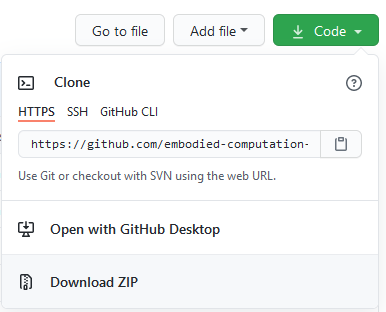 Go to file
Add file
Code
Clone
HTTPS SSH GitHub CLI
https://github.com/embodied-computation-
Use Git or checkout with SVN using the web URL.
Open with GitHub Desktop
Download ZIP